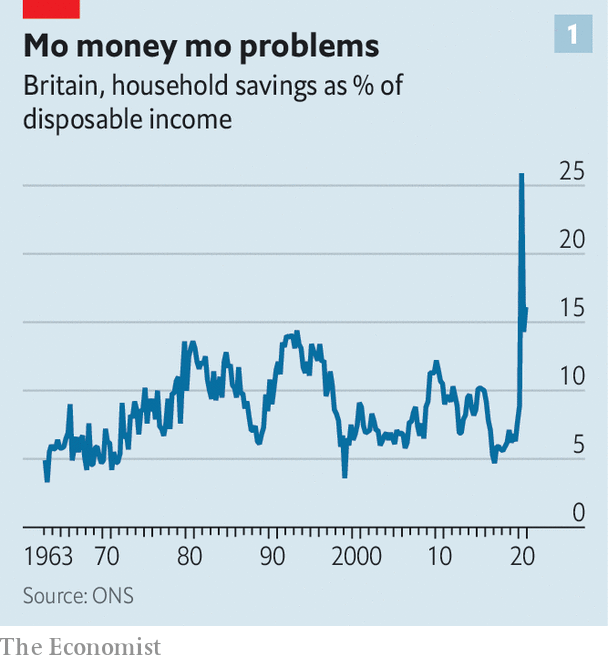 1
Mo money mo problems
Britain, household savings as % of
disposable income
25
20
15
10
5
0
1963 70 80 90 2000 10 20
Source: ONS
The Economist